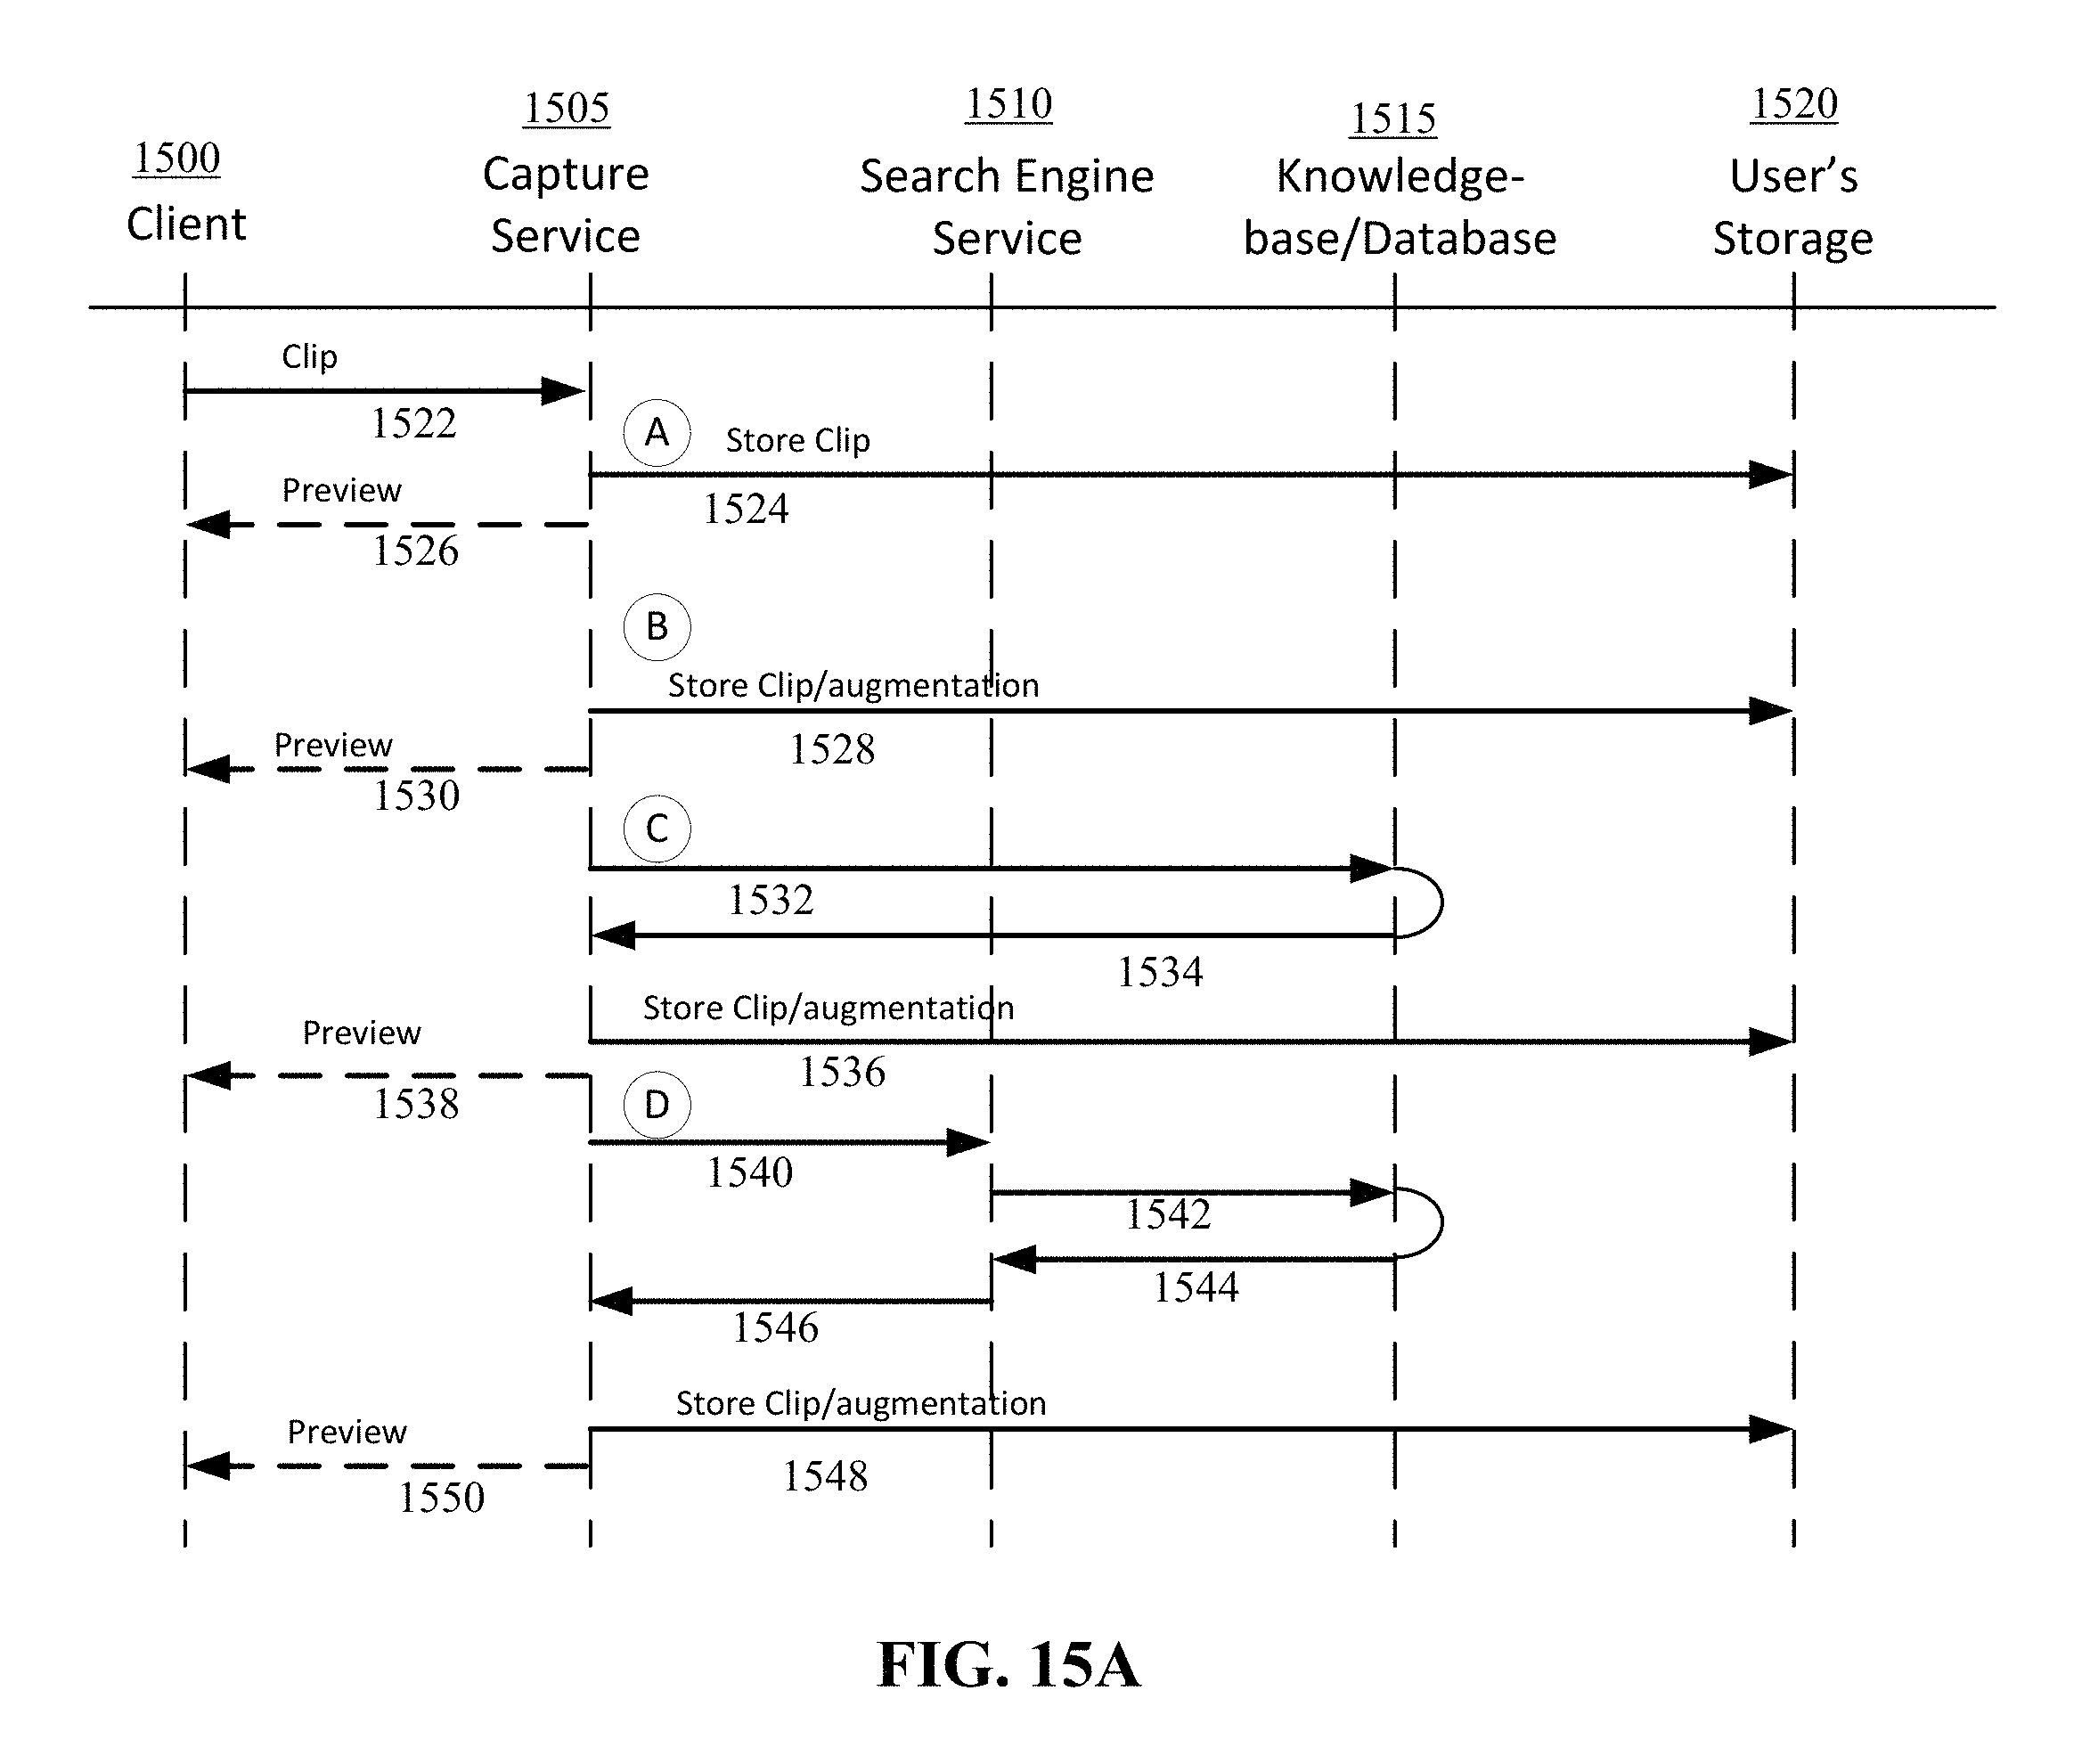 1500
Client
1505
Capture
Service
1510
Search Engine
Service
1515
Knowledge-
base/Database
1520
User's
Storage
Clip
1522
A
Store Clip
1524
Preview
1526
B
Store Clip/augmentation
1528
Preview
1530
C
1532
1534
Store Clip/augmentation
1536
Preview
1538
D
1540
1542
1544
1546
Store Clip/augmentation
1548
Preview
1550
FIG. 15A